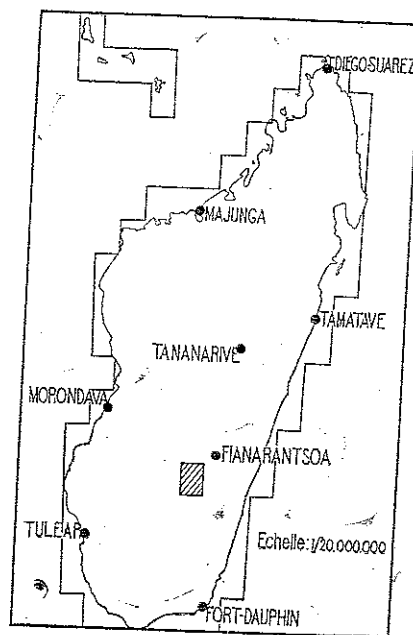 DIEGO-SUAREZ
MAJUNGA
TAMATAVE
TANANARIVE
MORONDAVA
FIANARANTSOA
TULEAR
Echelle: 1/20.000.000
FORT-DAUPHIN